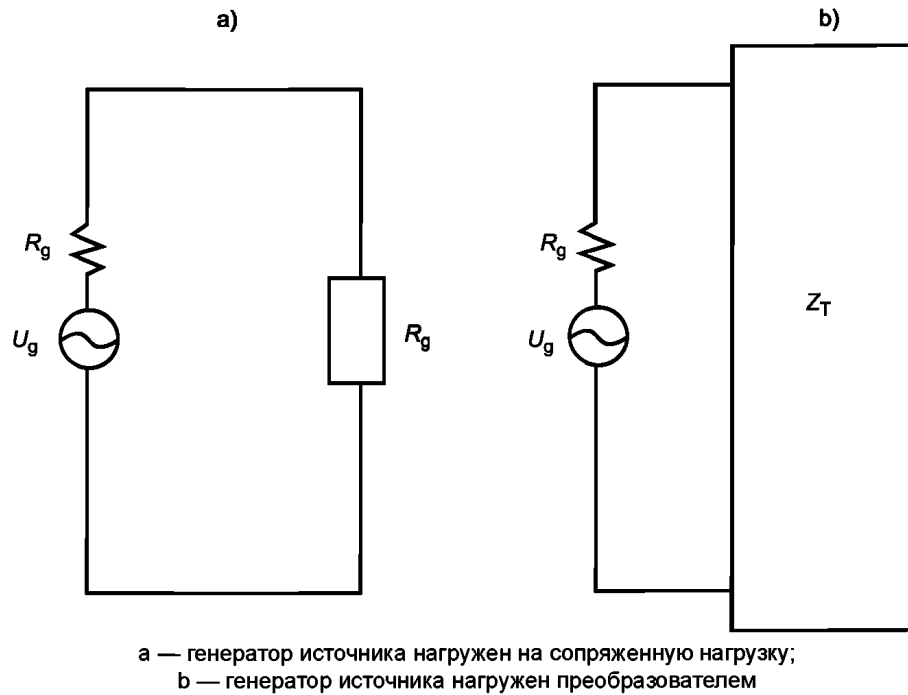 a)
b)
Rg
Rg
Ug
Rg
Ug
ZT
a — генератор источника нагружен на сопряженную нагрузку;
b — генератор источника нагружен преобразователем